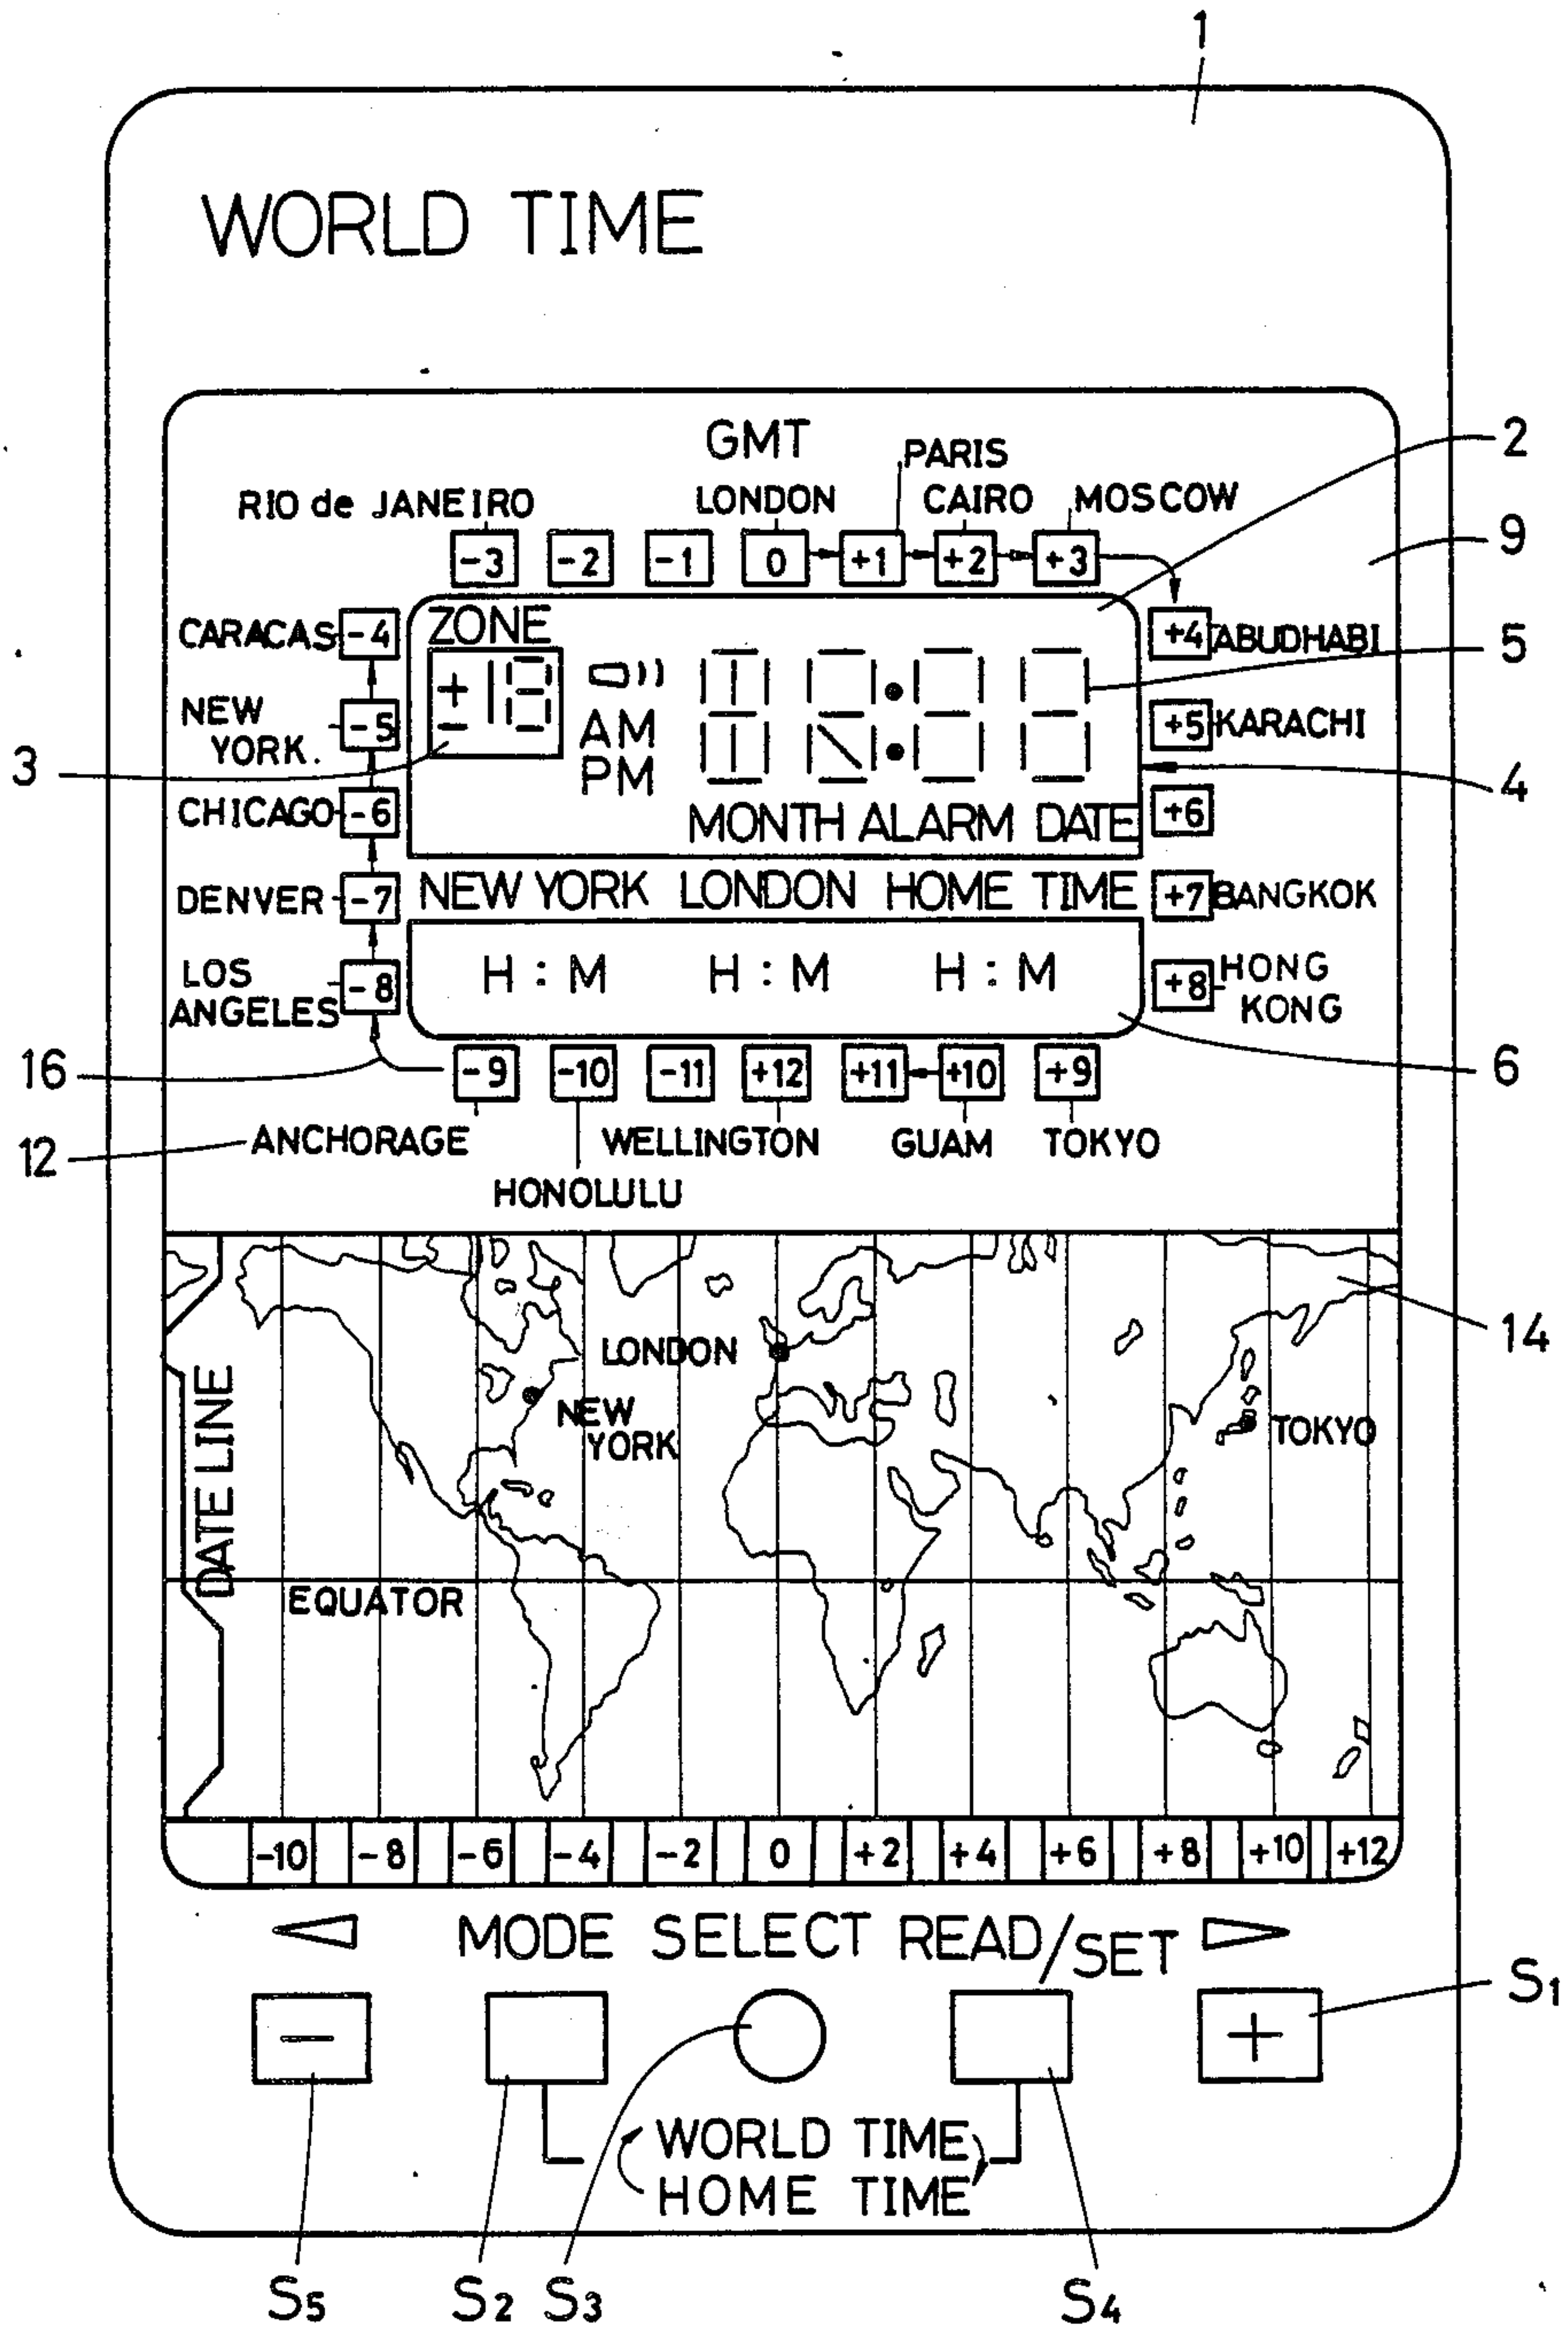 1
WORLD TIME
GMT
2
PARIS
RIO de JANEIRO LONDON CAIRO MOSCOW
9
-3 -2 -1 0 +1 +2 +3
CARACAS -4 ZONE +4 ABUDHABI
5
±18
NEW YORK. -5 AM +5 KARACHI
3 PM 4
CHICAGO -6 MONTH ALARM DATE +6
DENVER -7 NEW YORK LONDON HOME TIME +7 BANGKOK
LOS ANGELES -8 H : M H : M H : M +8 HONG KONG
16 -9 -10 -11 +12 +11 +10 +9 6
12 ANCHORAGE WELLINGTON GUAM TOKYO
HONOLULU
14
LONDON
NEW YORK
TOKYO
DATE LINE
EQUATOR
-10 -8 -6 -4 -2 0 +2 +4 +6 +8 +10 +12
MODE SELECT READ/SET
S1
- +
WORLD TIME
HOME TIME
S5 S2 S3 S4